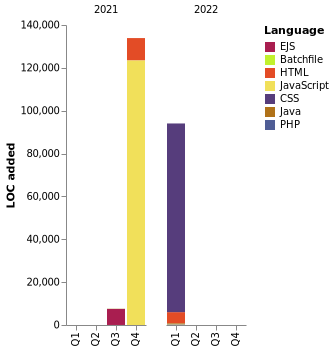 2021 2022
Language
EJS
Batchfile
HTML
JavaScript
CSS
Java
PHP
LOC added
140,000
120,000
100,000
80,000
60,000
40,000
20,000
0
Q1 Q2 Q3 Q4 Q1 Q2 Q3 Q4